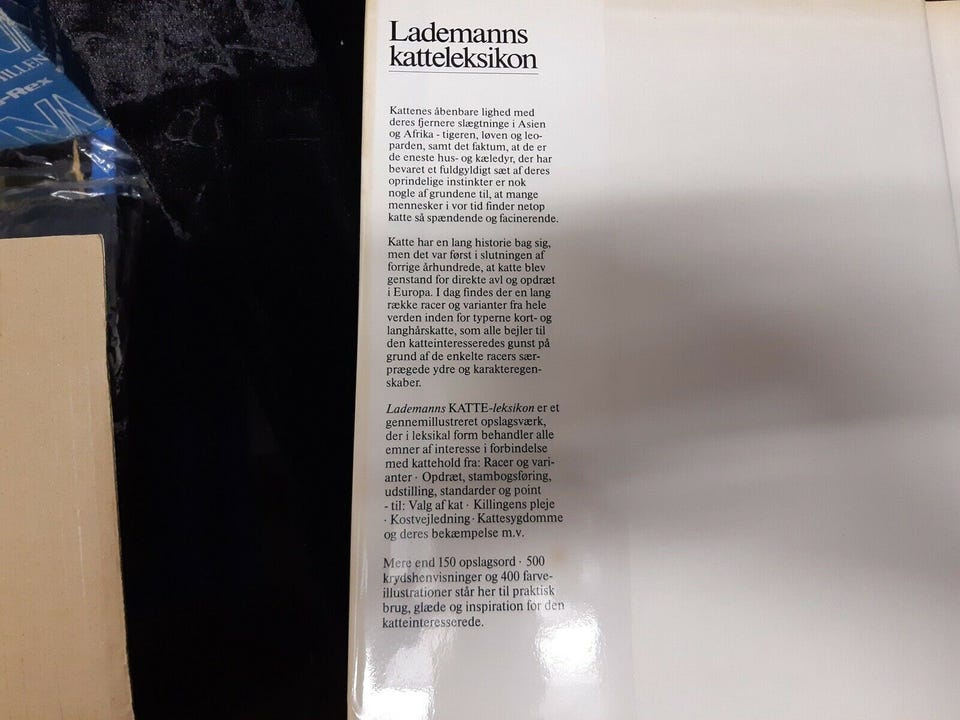 Lademanns
katteleksikon
Kattenes åbenbare lighed med
deres fjernere slægtninge i Asien
og Afrika - tigeren, løven og leo-
parden, samt det faktum, at de er
de eneste hus- og kæledyr, der har
bevaret et fuldgyldigt sæt af deres
oprindelige instinkter er nok
nogle af grundene til, at mange
mennesker i vor tid finder netop
katte så spændende og facinerende.
Katte har en lang historie bag sig,
men det var først i slutningen af
forrige århundrede, at katte blev
genstand for direkte avl og opdræt
i Europa. I dag findes der en lang
række racer og varianter fra hele
verden inden for typerne kort- og
langhårskatte, som alle bejler til
den katteinteresseredes gunst på
grund af de enkelte racers sær-
prægede ydre og karakteregen-
skaber.
Lademanns KATTE-leksikon er et
gennemillustreret opslagsværk,
der i leksikal form behandler alle
emner af interesse i forbindelse
med kattehold fra: Racer og vari-
anter · Opdræt, stambogsføring,
udstilling, standarder og point
- til: Valg af kat · Killingens pleje
· Kostvejledning · Kattesygdomme
og deres bekæmpelse m.v.
Mere end 150 opslagsord · 500
krydshenvisninger og 400 farve-
illustrationer står her til praktisk
brug, glæde og inspiration for den
katteinteresserede.